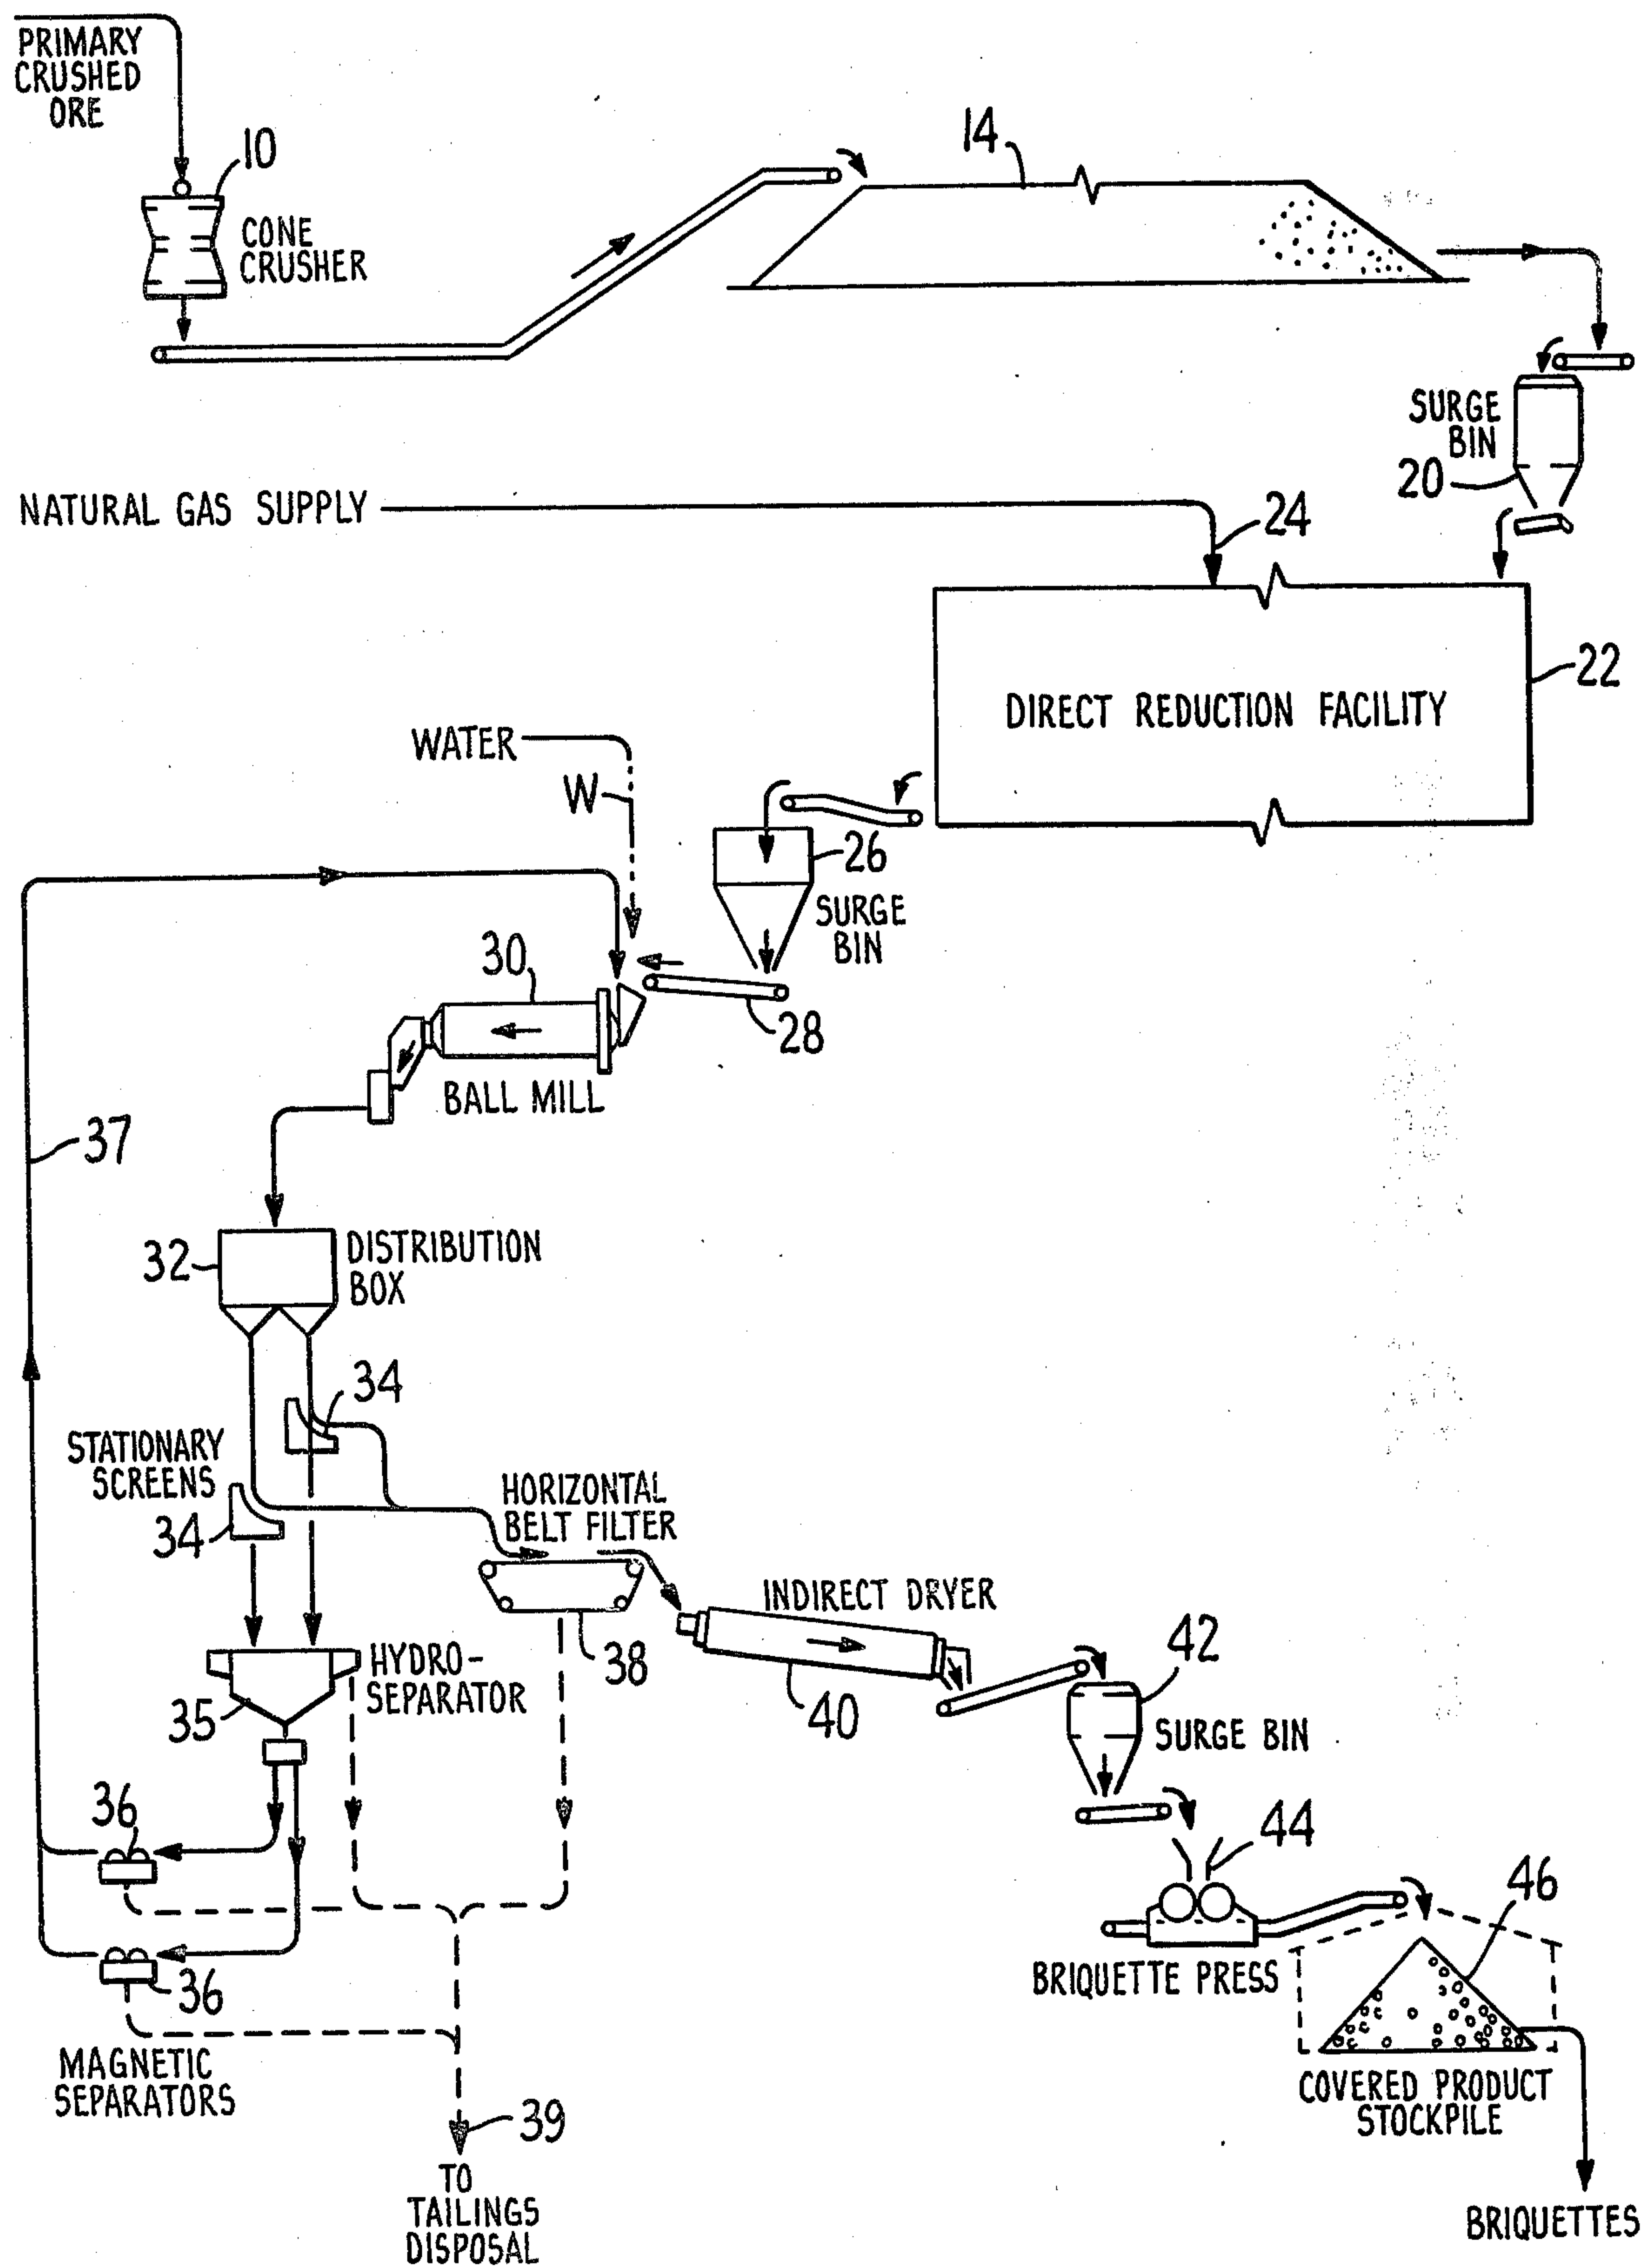 PRIMARY
CRUSHED
ORE
10
CONE
CRUSHER
14
SURGE
BIN
20
NATURAL GAS SUPPLY
24
DIRECT REDUCTION FACILITY
22
WATER
W
26
SURGE
BIN
30
28
BALL MILL
37
32
DISTRIBUTION
BOX
34
STATIONARY
SCREENS
34
HORIZONTAL
BELT FILTER
38
INDIRECT DRYER
40
42
SURGE BIN
HYDRO-
SEPARATOR
35
36
36
MAGNETIC
SEPARATORS
44
BRIQUETTE PRESS
46
COVERED PRODUCT
STOCKPILE
39
TO
TAILINGS
DISPOSAL
BRIQUETTES